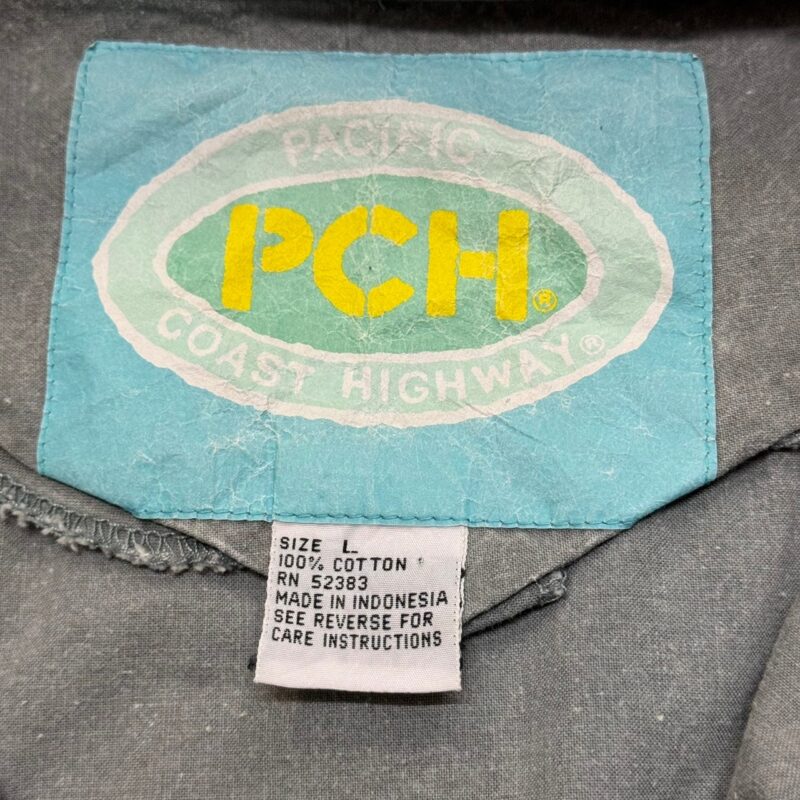 PACIFIC
PCH®
COAST HIGHWAY®
SIZE L
100% COTTON
RN 52383
MADE IN INDONESIA
SEE REVERSE FOR
CARE INSTRUCTIONS